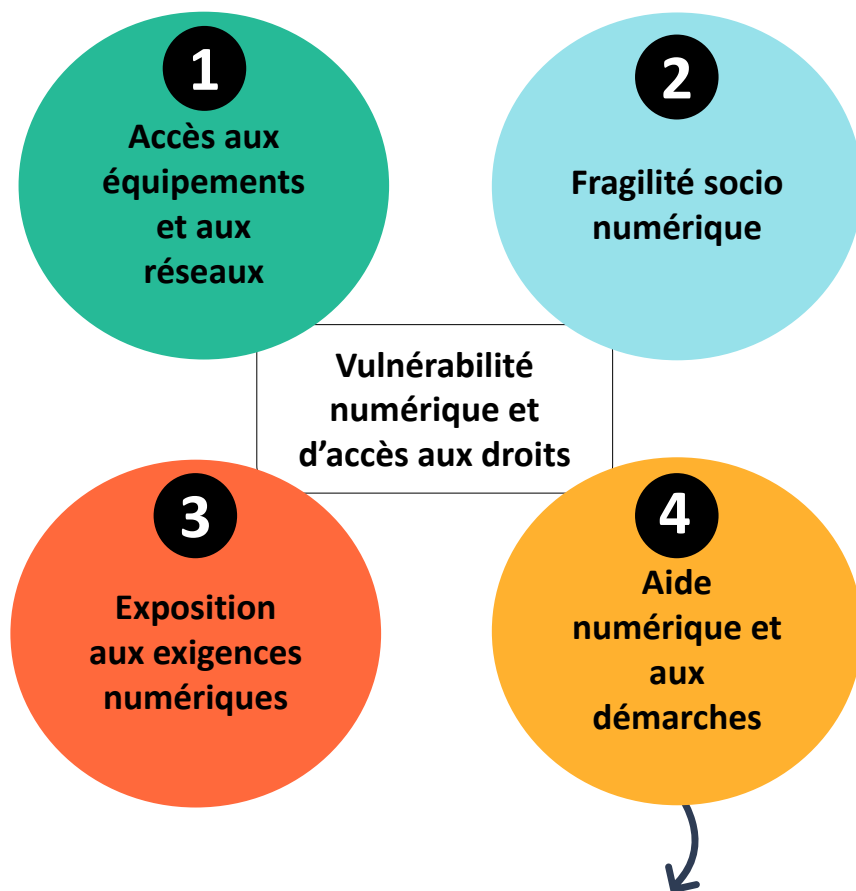 1
Accès aux
équipements
et aux
réseaux
2
Fragilité socio
numérique
Vulnérabilité
numérique et
d’accès aux droits
3
Exposition
aux exigences
numériques
4
Aide
numérique et
aux
démarches